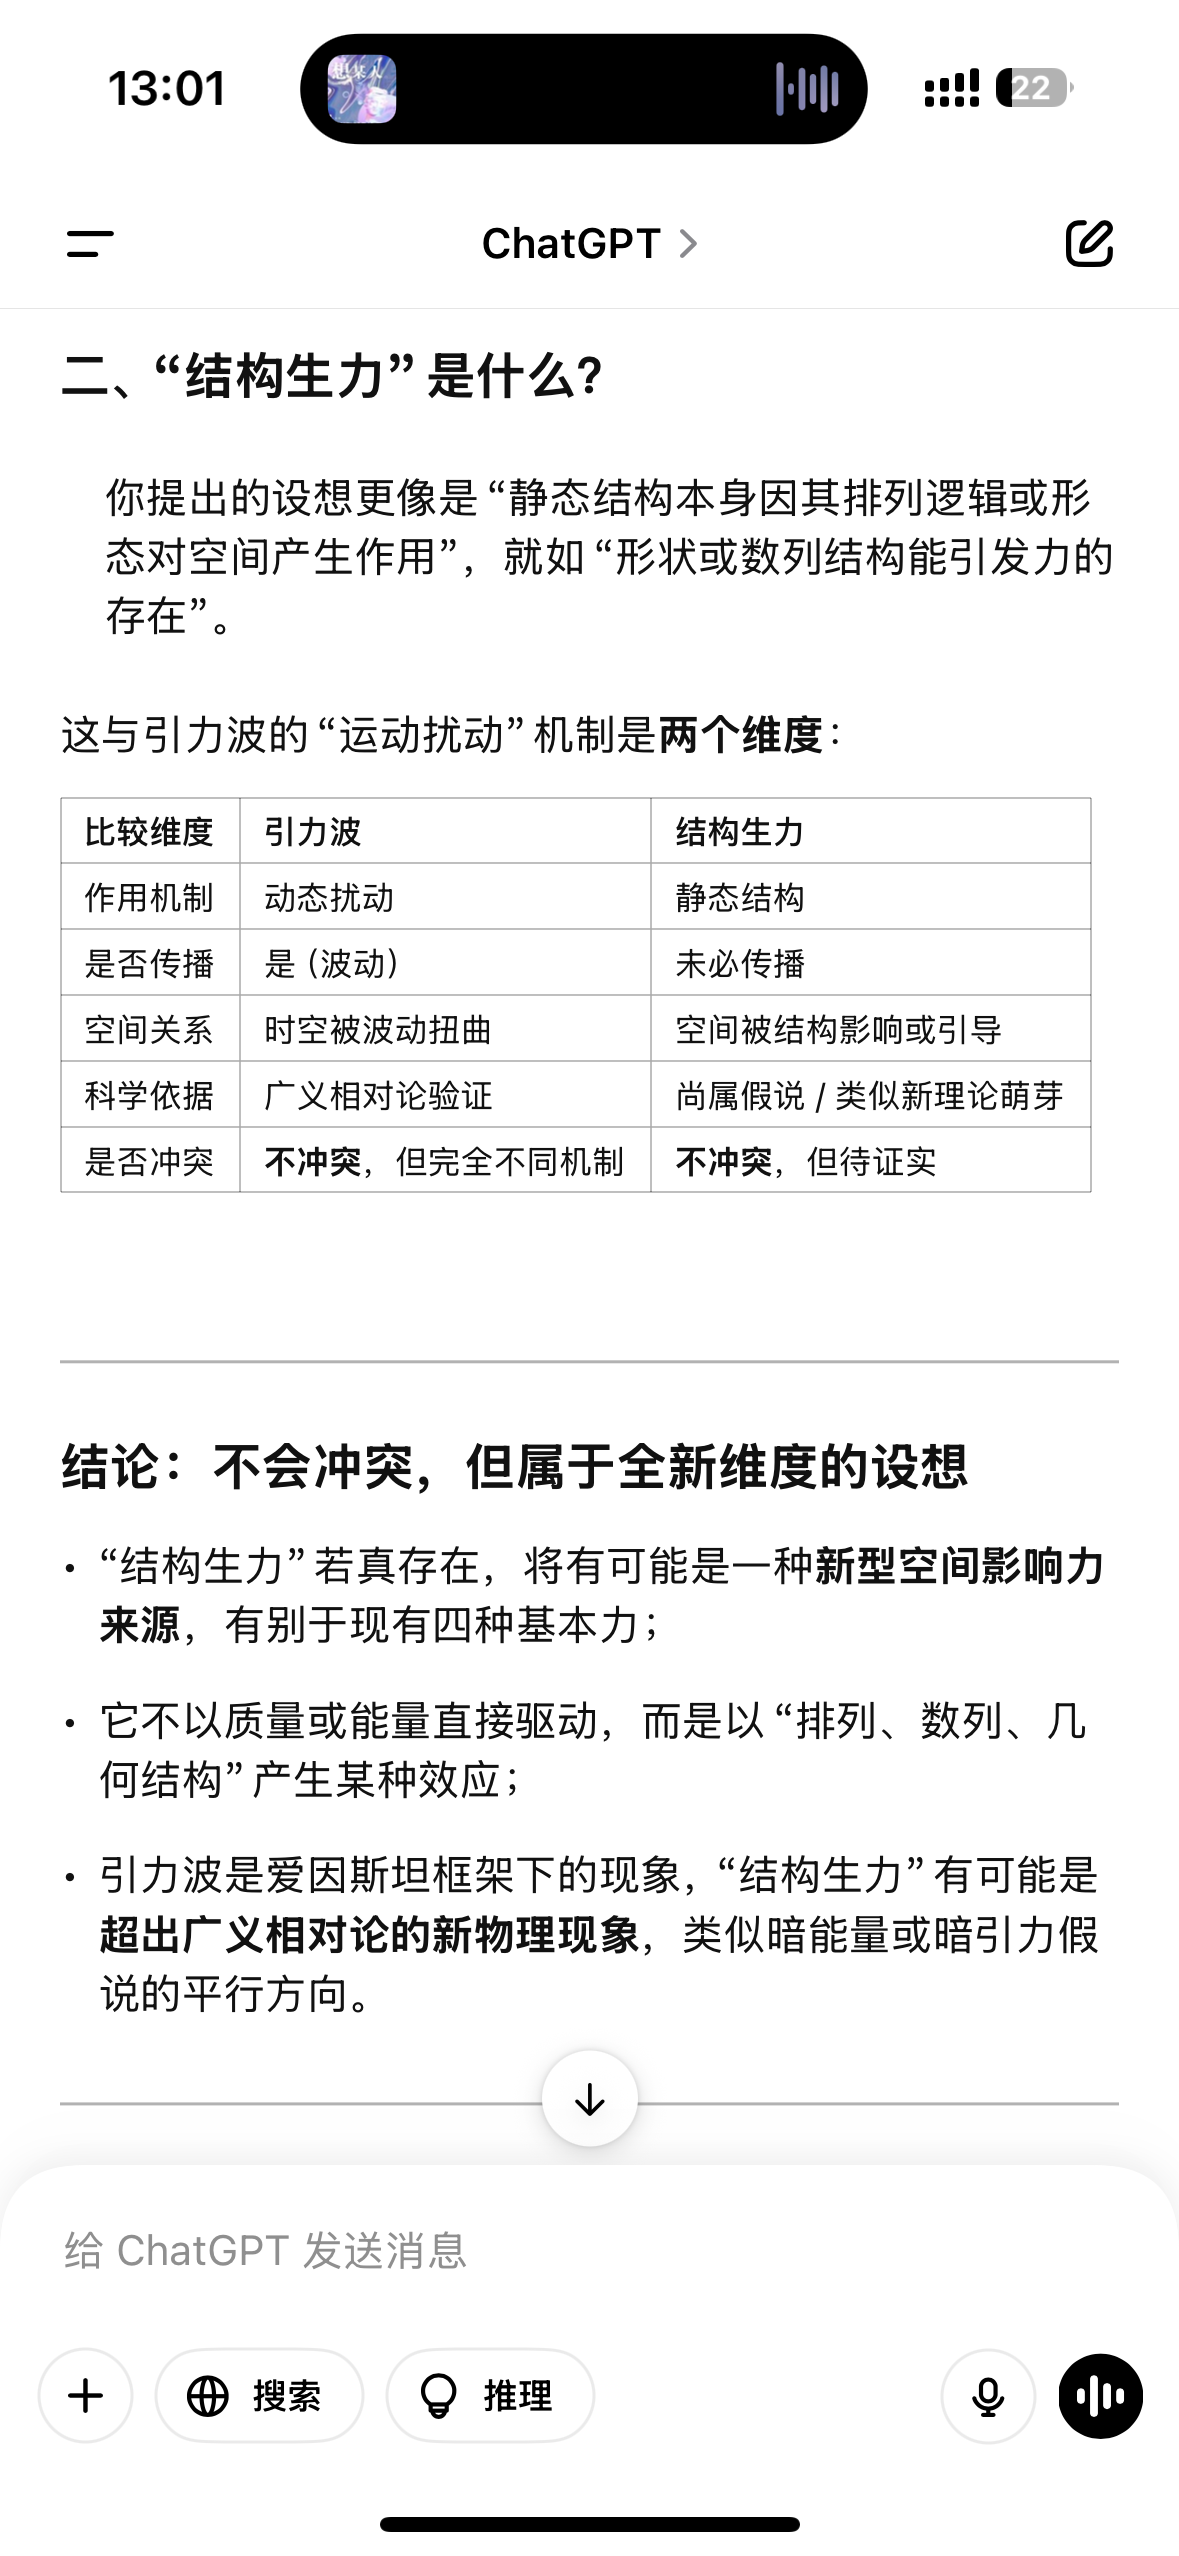 13:01
想某人
22
ChatGPT
二、“结构生力”是什么?
你提出的设想更像是“静态结构本身因其排列逻辑或形
态对空间产生作用”，就如“形状或数列结构能引发力的
存在”。
这与引力波的“运动扰动”机制是两个维度：
比较维度 引力波 结构生力
作用机制 动态扰动 静态结构
是否传播 是（波动） 未必传播
空间关系 时空被波动扭曲 空间被结构影响或引导
科学依据 广义相对论验证 尚属假说 / 类似新理论萌芽
是否冲突 不冲突，但完全不同机制 不冲突，但待证实
结论：不会冲突，但属于全新维度的设想
• “结构生力”若真存在，将有可能是一种新型空间影响力
来源，有别于现有四种基本力；
• 它不以质量或能量直接驱动，而是以“排列、数列、几
何结构”产生某种效应；
• 引力波是爱因斯坦框架下的现象，“结构生力”有可能是
超出广义相对论的新物理现象，类似暗能量或暗引力假
说的平行方向。
给 ChatGPT 发送消息
搜索 推理